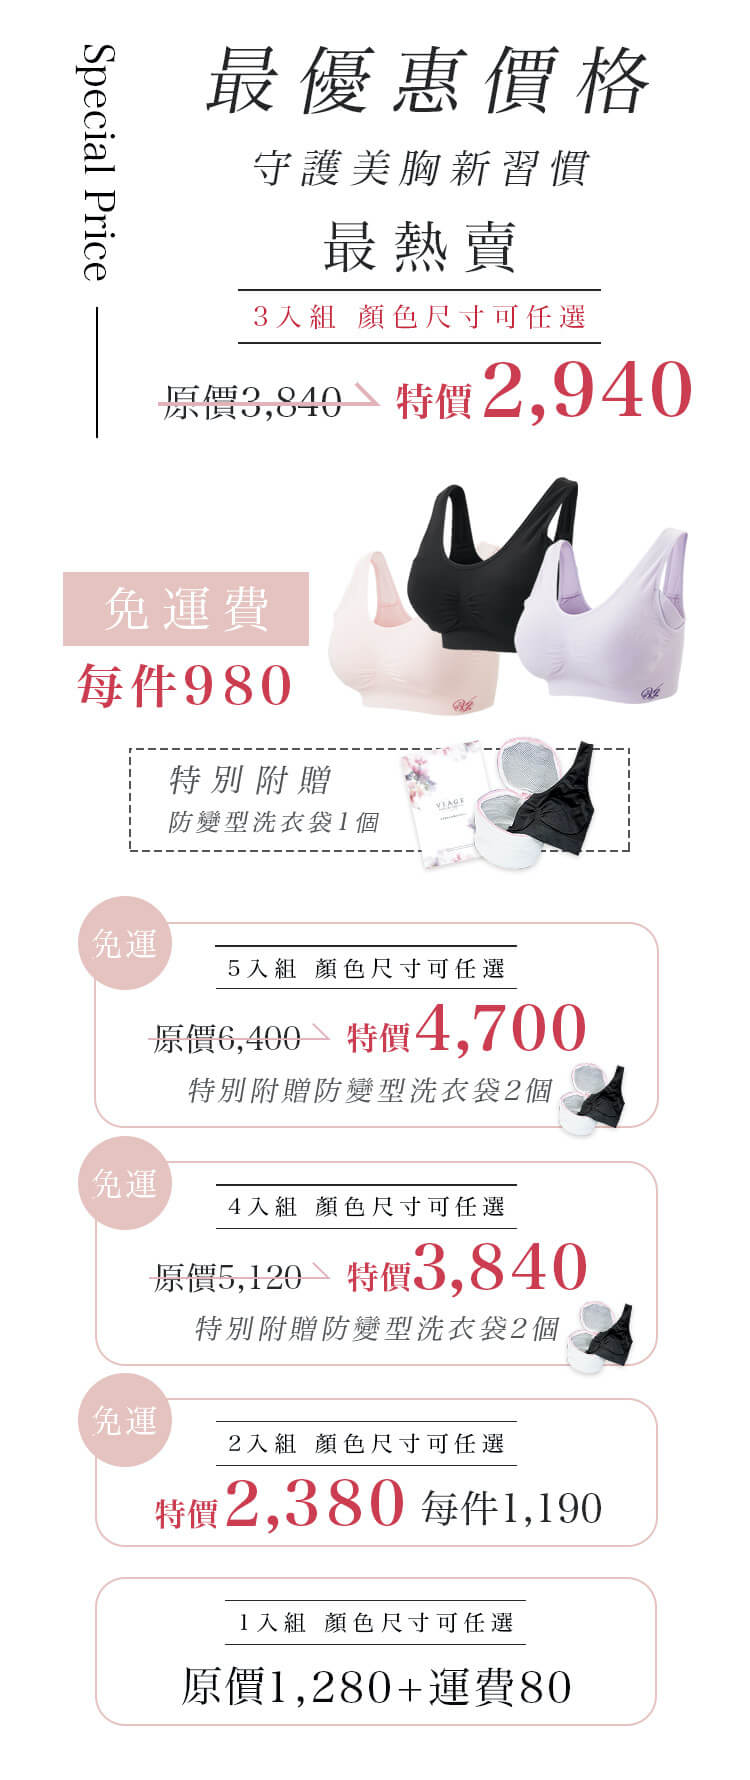 Special Price
最優惠價格
守護美胸新習慣
最熱賣
3入組 顏色尺寸可任選
原價3,840 特價2,940
免運費
每件980
特別附贈
防變型洗衣袋1個
VIAGE
免運
5入組 顏色尺寸可任選
原價6,400 特價4,700
特別附贈防變型洗衣袋2個
免運
4入組 顏色尺寸可任選
原價5,120 特價3,840
特別附贈防變型洗衣袋2個
免運
2入組 顏色尺寸可任選
特價2,380 每件1,190
1入組 顏色尺寸可任選
原價1,280+運費80